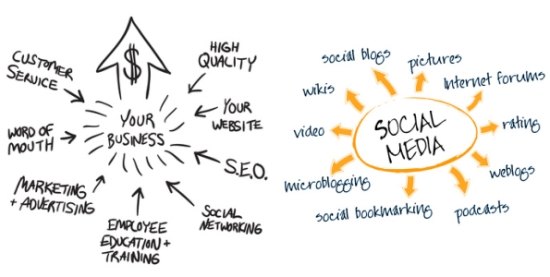 $
CUSTOMER
SERVICE
HIGH
QUALITY
YOUR
BUSINESS
YOUR
WEBSITE
WORD OF
MOUTH
S.E.O.
MARKETING
+ ADVERTISING
SOCIAL
NETWORKING
EMPLOYEE
EDUCATION +
TRAINING
social blogs
pictures
Internet forums
wikis
rating
video
SOCIAL
MEDIA
weblogs
microblogging
podcasts
social bookmarking